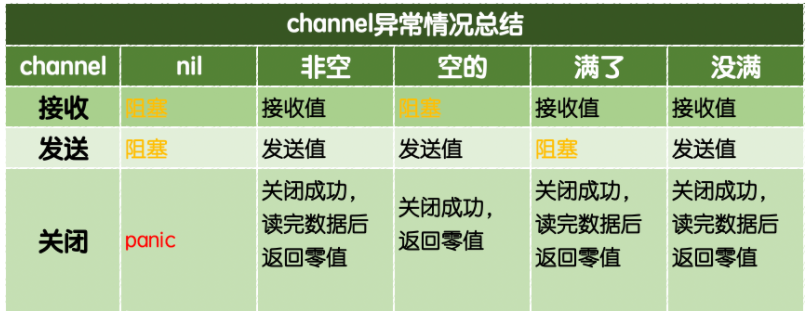 channel异常情况总结
channel nil 非空 空的 满了 没满
接收 阻塞 接收值 阻塞 接收值 接收值
发送 阻塞 发送值 发送值 阻塞 发送值
关闭 panic 关闭成功，读完数据后返回零值 关闭成功，返回零值 关闭成功，读完数据后返回零值 关闭成功，读完数据后返回零值